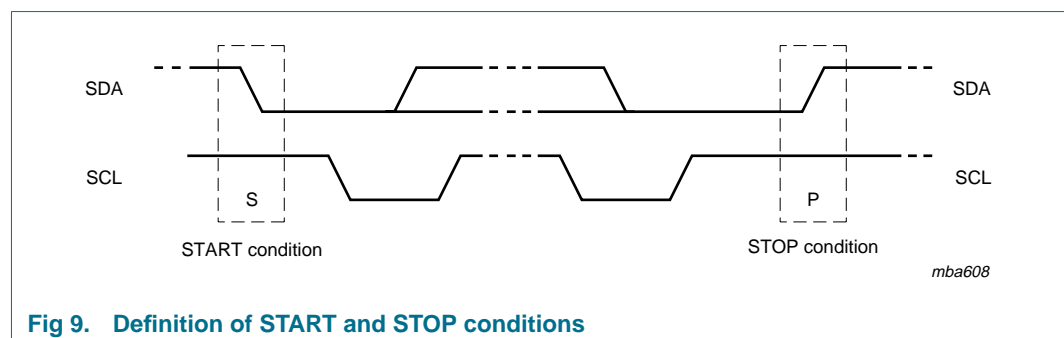 SDA SDA
SCL SCL
S P
START condition STOP condition
mba608
Fig 9. Definition of START and STOP conditions